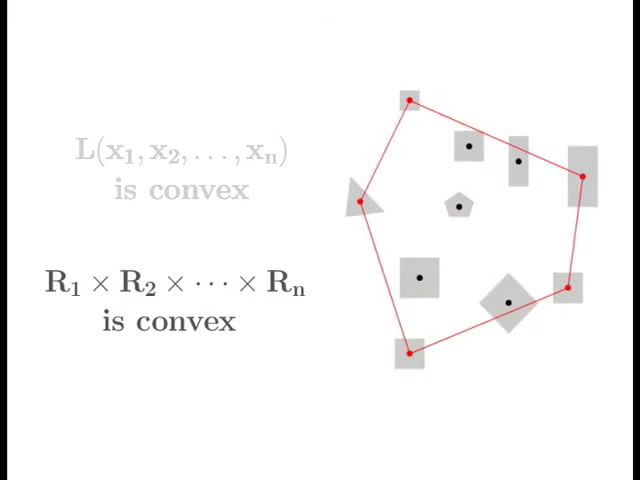 L(x₁, x₂, . . . , xₙ)
is convex
R₁ × R₂ × · · · × Rₙ
is convex